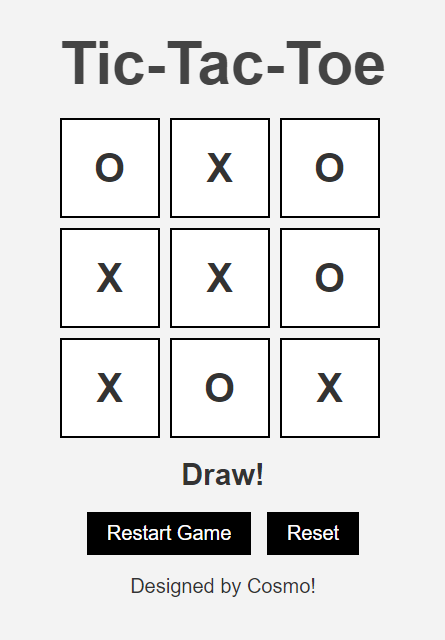 Tic-Tac-Toe
O X O
X X O
X O X
Draw!
Restart Game Reset
Designed by Cosmo!